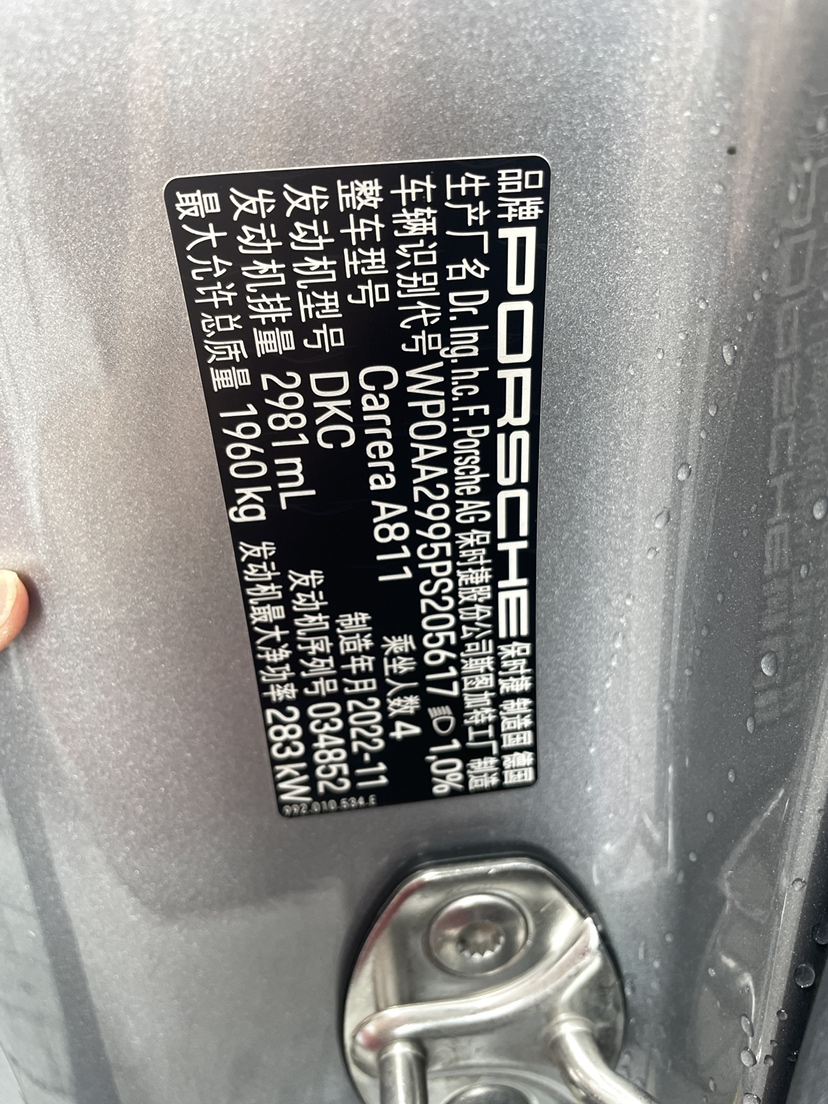 品牌 PORSCHE 保时捷 制造国 德国
生产厂名 Dr. Ing. h.c. F. Porsche AG 保时捷股份公司斯图加特工厂 制造
车辆识别代号 WP0AA2995PS205617 1,0%
整车型号 Carrera A811 乘坐人数 4
发动机型号 DKC 制造年月 2022-11
发动机排量 2981 mL 发动机序列号 034852
最大允许总质量 1960 kg 发动机最大净功率 283 kW
992.010.534.E